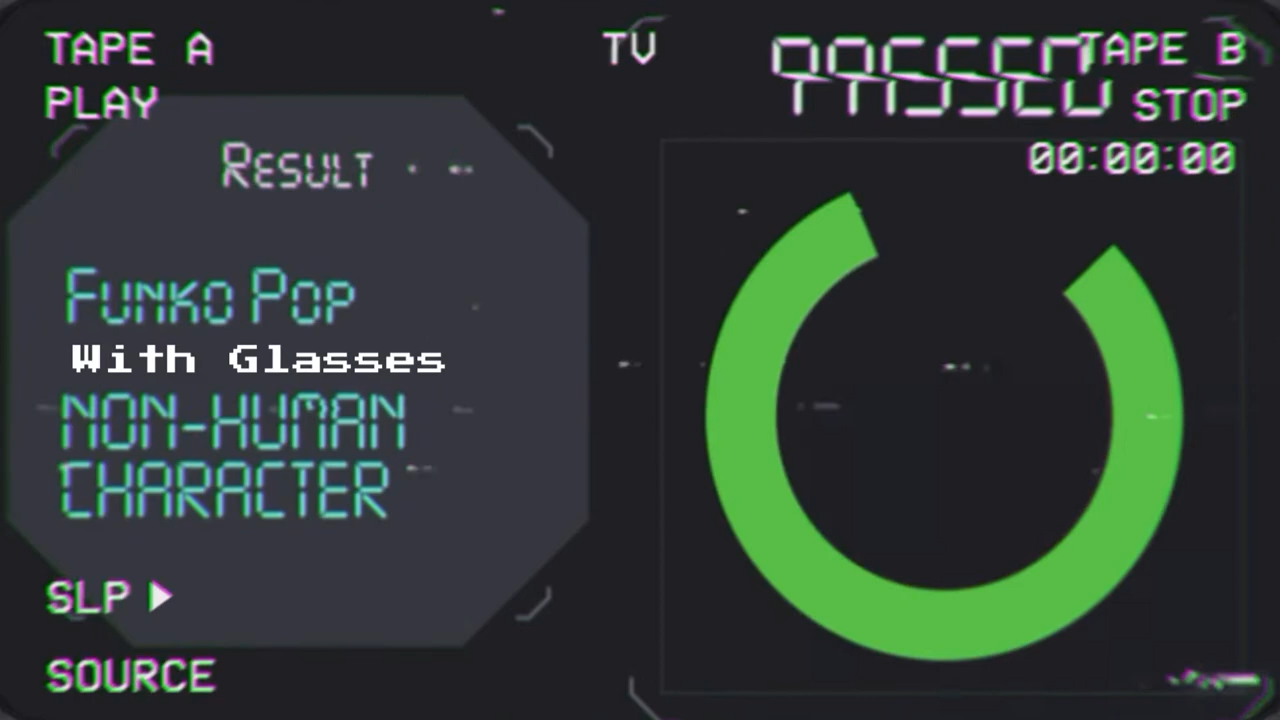 TAPE A
TV
PASSED
TAPE B
PLAY
STOP
00:00:00
RESULT
FUNKO POP
With Glasses
NON-HUMAN
CHARACTER
SLP
SOURCE